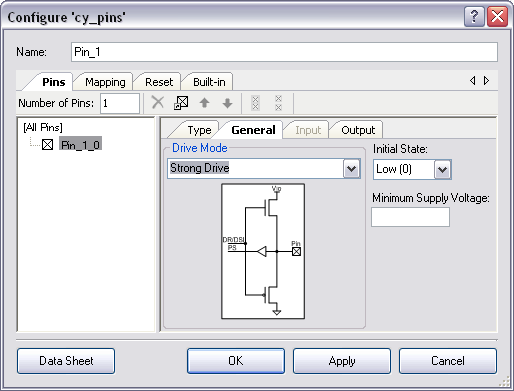 Configure 'cy_pins'
Name: Pin_1
Pins Mapping Reset Built-in
Number of Pins: 1
[All Pins]
Pin_1_0
Type General Input Output
Drive Mode
Strong Drive
Initial State:
Low (0)
Minimum Supply Voltage:
Vio
DR/DSI
PS
Pin
Data Sheet OK Apply Cancel